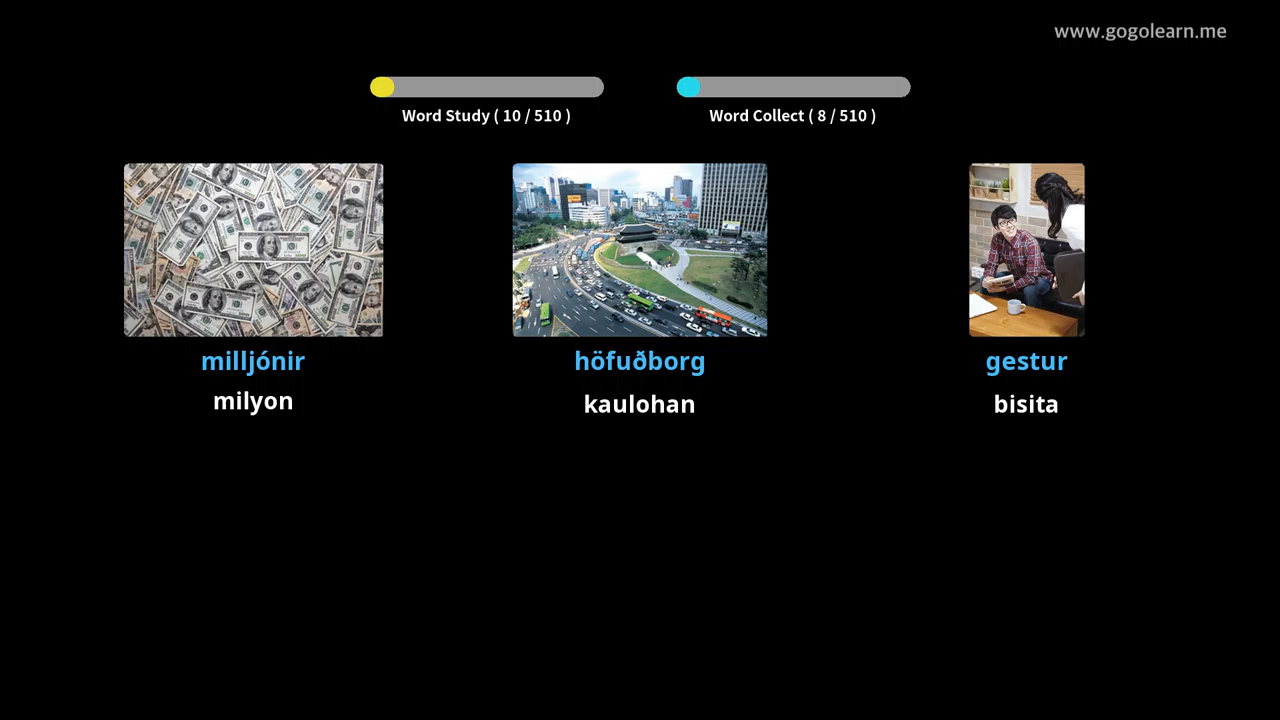 www.gogolearn.me
Word Study ( 10 / 510 )
Word Collect ( 8 / 510 )
milljónir
höfuðborg
gestur
milyon
kaulohan
bisita